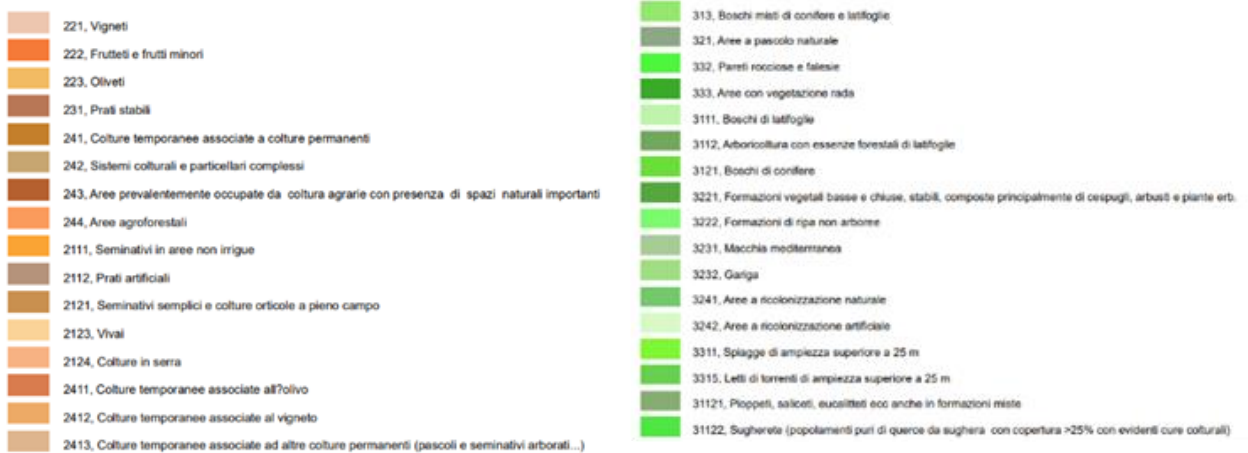 221, Vigneti
222, Frutteti e frutti minori
223, Oliveti
231, Prati stabili
241, Colture temporanee associate a colture permanenti
242, Sistemi colturali e particellari complessi
243, Aree prevalentemente occupate da coltura agrarie con presenza di spazi naturali importanti
244, Aree agroforestali
2111, Seminativi in aree non irrigue
2112, Prati artificiali
2121, Seminativi semplici e colture orticole a pieno campo
2123, Vivai
2124, Colture in serra
2411, Colture temporanee associate all?olivo
2412, Colture temporanee associate al vigneto
2413, Colture temporanee associate ad altre colture permanenti (pascoli e seminativi arborati...)
313, Boschi misti di conifere e latifoglie
321, Aree a pascolo naturale
332, Pareti rocciose e falesie
333, Aree con vegetazione rada
3111, Boschi di latifoglie
3112, Arboricoltura con essenze forestali di latifoglie
3121, Boschi di conifere
3221, Formazioni vegetali basse e chiuse, stabili, composte principalmente di cespugli, arbusti e piante erb.
3222, Formazioni di ripa non arboree
3231, Macchia mediterranea
3232, Gariga
3241, Aree a ricolonizzazione naturale
3242, Aree a ricolonizzazione artificiale
3311, Spiagge di ampiezza superiore a 25 m
3315, Letti di torrenti di ampiezza superiore a 25 m
31121, Pioppeti, saliceti, eucalitteti ecc anche in formazioni miste
31122, Sugherete (popolamenti puri di querce da sughera con copertura >25% con evidenti cure colturali)